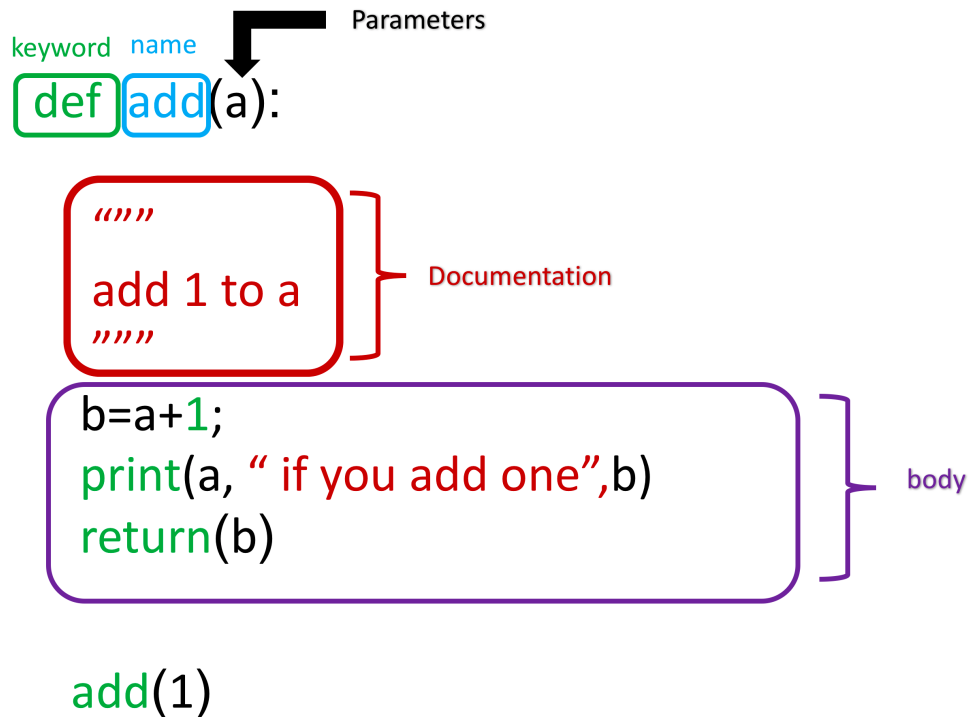 Parameters
keyword name
def add(a):
“””
add 1 to a
Documentation
”””
b=a+1;
print(a, “ if you add one”,b)
body
return(b)
add(1)